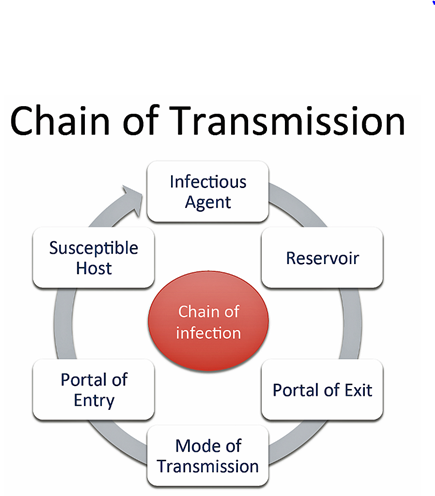 Chain of Transmission
Infectious
Agent
Reservoir
Portal of Exit
Mode of
Transmission
Portal of
Entry
Susceptible
Host
Chain of
infection